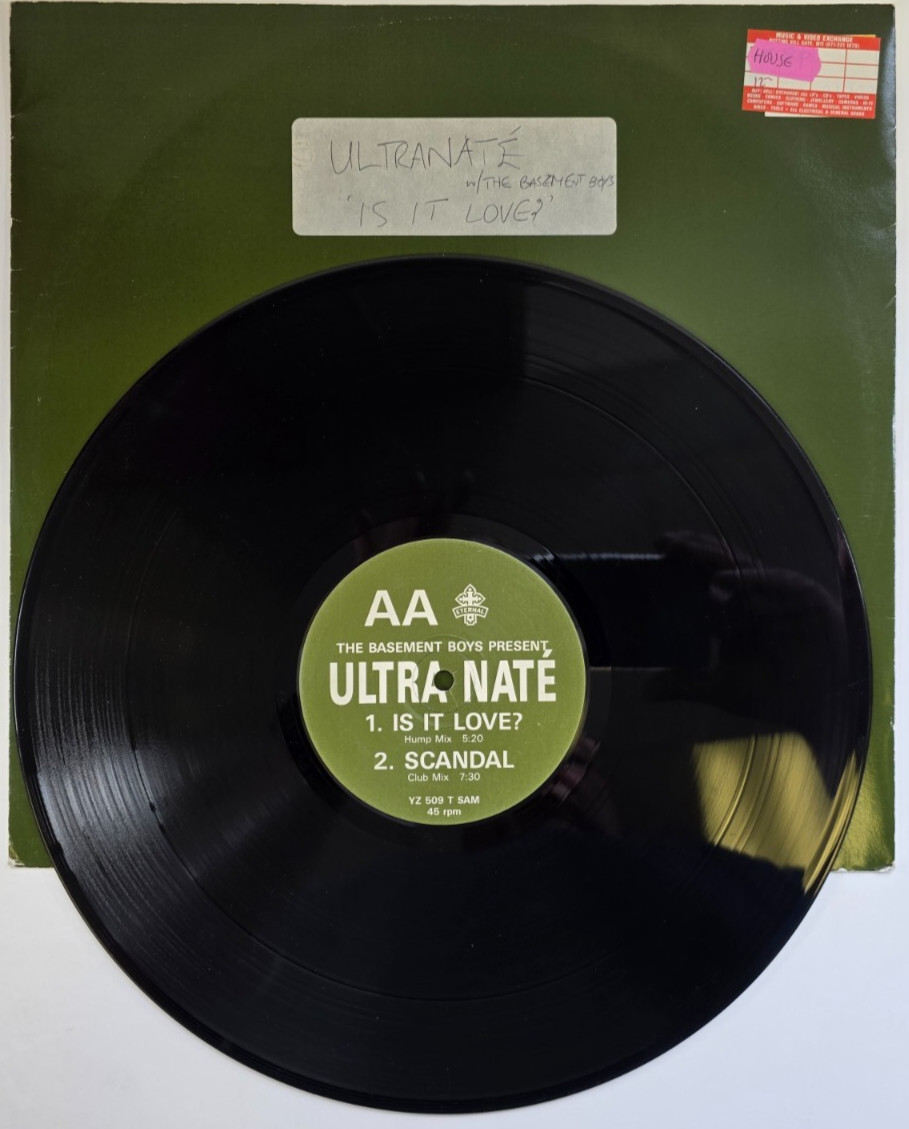 MUSIC & VIDEO EXCHANGE
HOUSE
ULTRANATÉ
w/THE BASEMENT BOYS
"IS IT LOVE?"
AA
ETERNAL
THE BASEMENT BOYS PRESENT
ULTRA NATÉ
1. IS IT LOVE?
Hump Mix 5:20
2. SCANDAL
Club Mix 7:30
YZ 509 T SAM
45 rpm